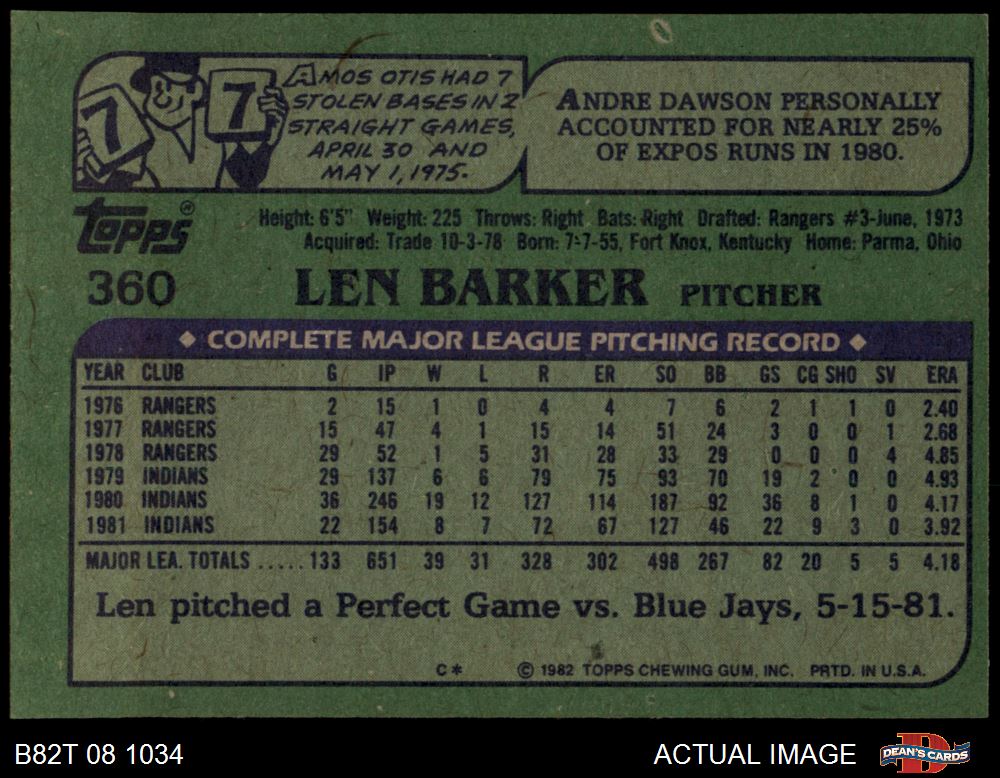 7 7
AMOS OTIS HAD 7
STOLEN BASES IN 2
STRAIGHT GAMES,
APRIL 30 AND
MAY 1, 1975.
ANDRE DAWSON PERSONALLY
ACCOUNTED FOR NEARLY 25%
OF EXPOS RUNS IN 1980.
Topps®
Height: 6'5" Weight: 225 Throws: Right Bats: Right Drafted: Rangers #3-June, 1973
Acquired: Trade 10-3-78 Born: 7-7-55, Fort Knox, Kentucky Home: Parma, Ohio
360 LEN BARKER PITCHER
◆ COMPLETE MAJOR LEAGUE PITCHING RECORD ◆
YEAR CLUB G IP W L R ER SO BB GS CG SHO SV ERA
1976 RANGERS 2 15 1 0 4 4 7 6 2 1 1 0 2.40
1977 RANGERS 15 47 4 1 15 14 51 24 3 0 0 1 2.68
1978 RANGERS 29 52 1 5 31 28 33 29 0 0 0 4 4.85
1979 INDIANS 29 137 6 6 79 75 93 70 19 2 0 0 4.93
1980 INDIANS 36 246 19 12 127 114 187 92 36 8 1 0 4.17
1981 INDIANS 22 154 8 7 72 67 127 46 22 9 3 0 3.92
MAJOR LEA. TOTALS .....133 651 39 31 328 302 498 267 82 20 5 5 4.18
Len pitched a Perfect Game vs. Blue Jays, 5-15-81.
C* © 1982 TOPPS CHEWING GUM, INC. PRTD. IN U.S.A.
B82T 08 1034 ACTUAL IMAGE D DEAN'S CARDS